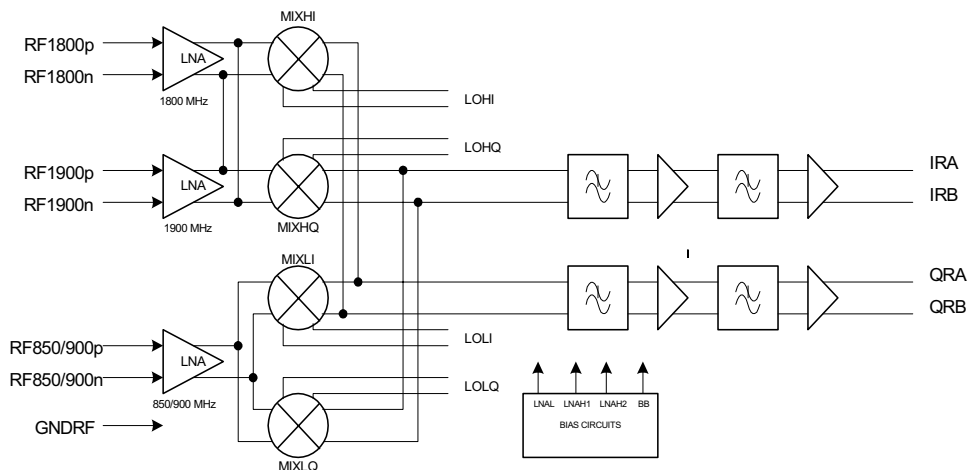 MIXHI
RF1800p
LNA
RF1800n
1800 MHz
LOHI
LOHQ
RF1900p
LNA
RF1900n
1900 MHz
MIXHQ
IRA
IRB
MIXLI
QRA
QRB
LOLI
RF850/900p
LNA
RF850/900n
850/900 MHz
LOLQ
GNDRF
MIXLQ
LNAL LNAH1 LNAH2 BB
BIAS CIRCUITS